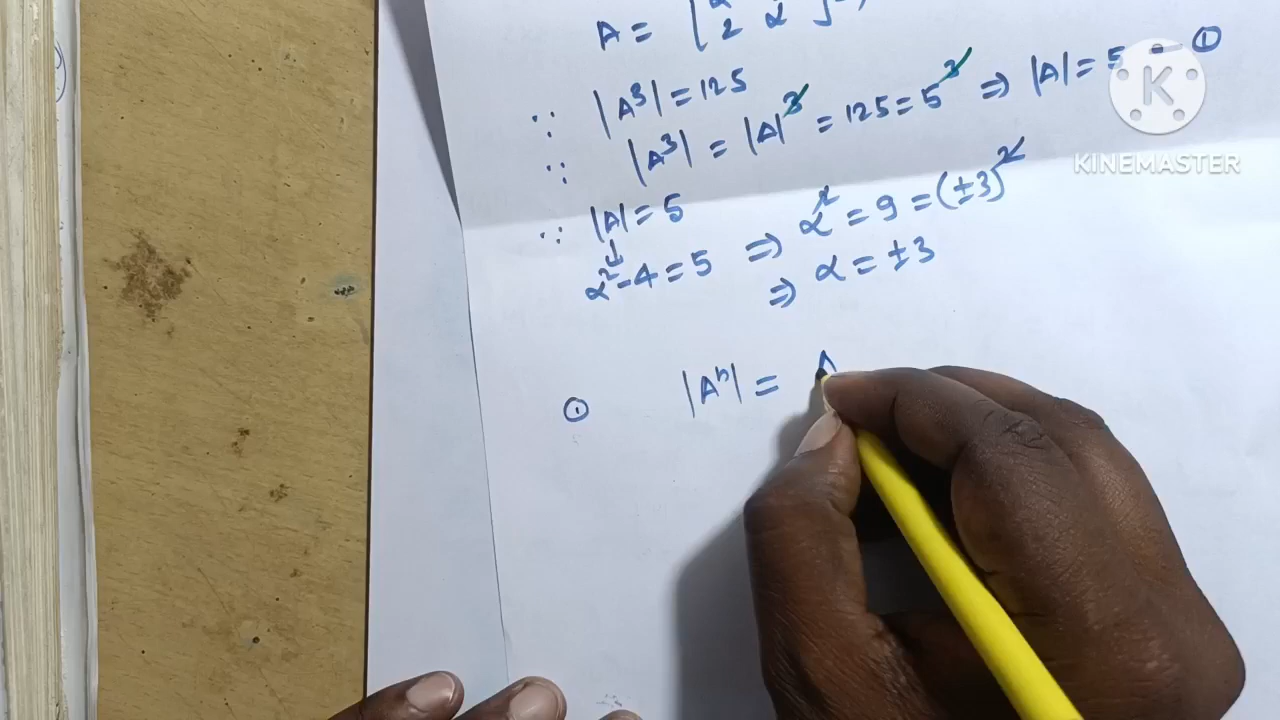 A = [ 2 α
∵ |A³| = 125
∵ |A³| = |A|³ = 125 = 5³ ⇒ |A| = 5 - ①
∵ |A| = 5
↓
α² - 4 = 5 ⇒ α² = 9 = (±3)²
⇒ α = ±3
① |Aⁿ| = A
K
KINEMASTER